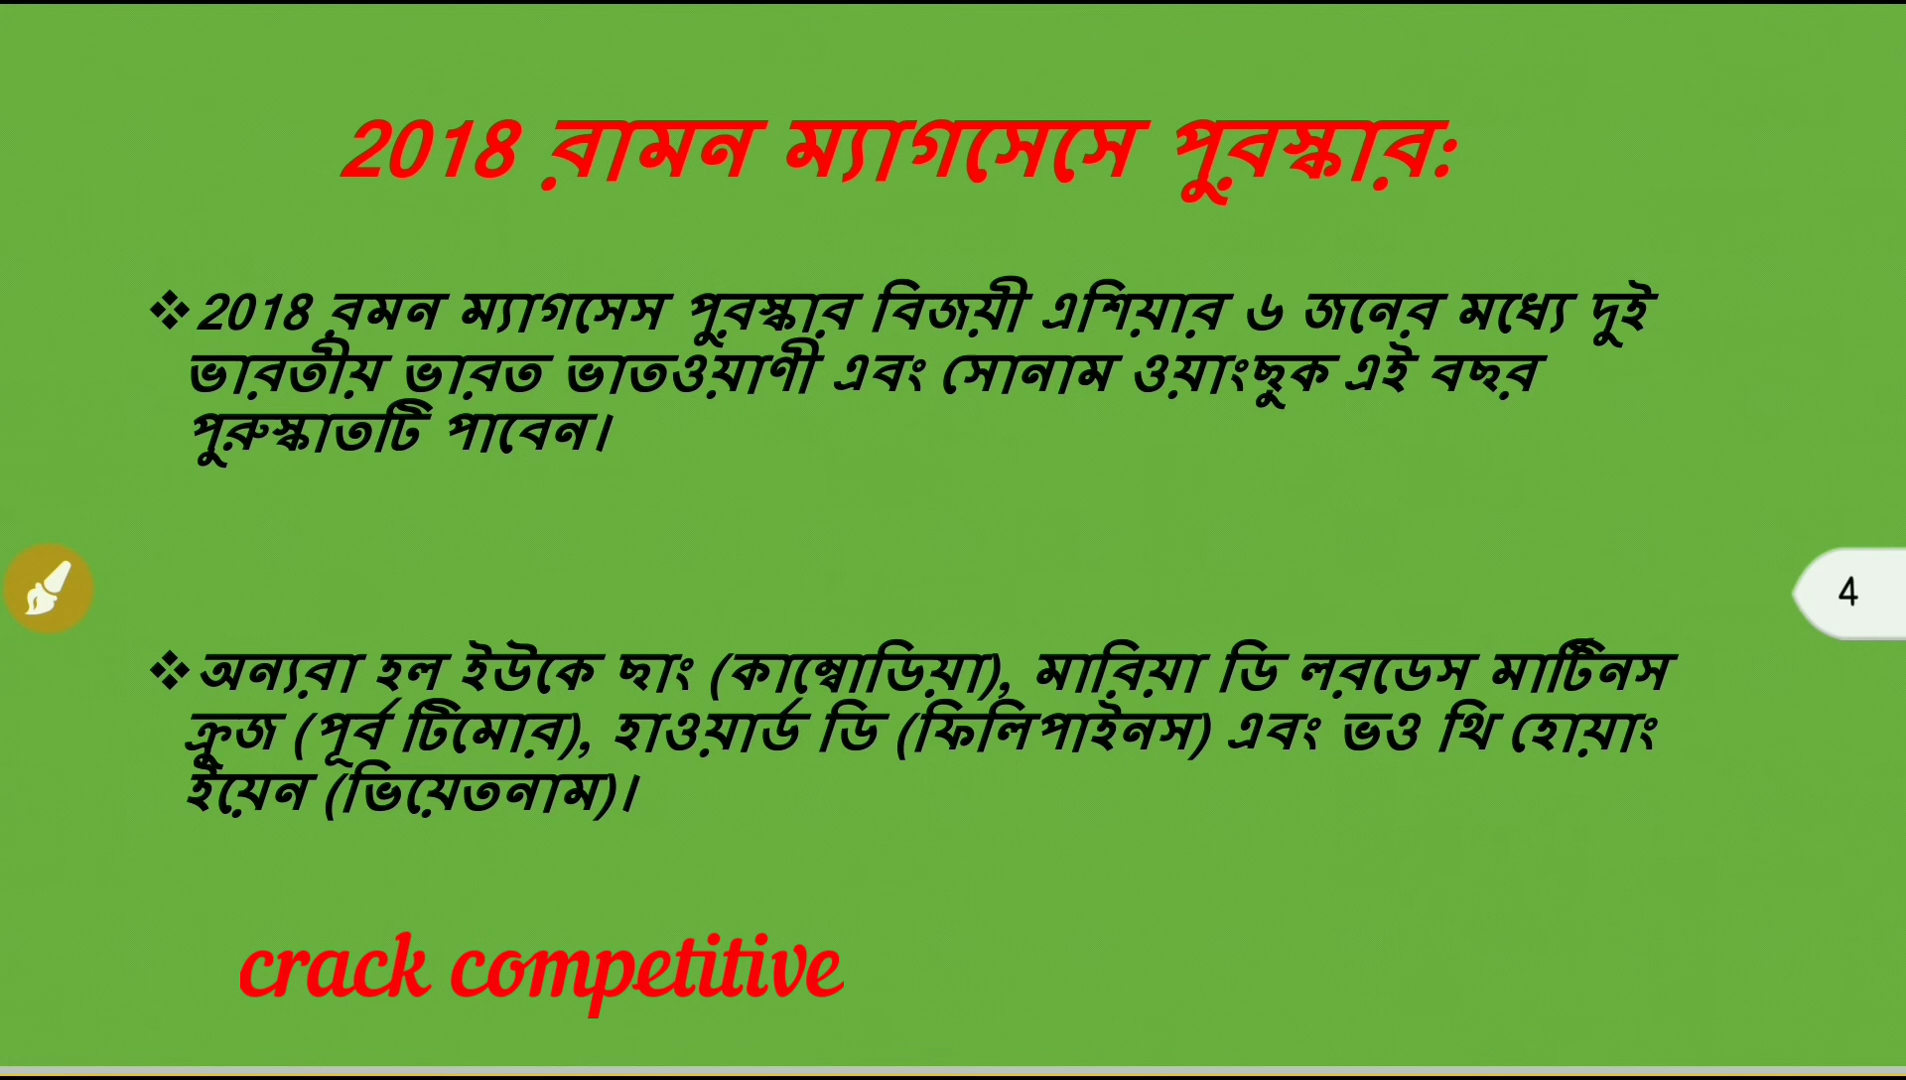 2018 রামন ম্যাগসেসে পুরস্কার:
❖2018 রমন ম্যাগসেস পুরস্কার বিজয়ী এশিয়ার ৬ জনের মধ্যে দুই
ভারতীয় ভারত ভাতওয়াণী এবং সোনাম ওয়াংছুক এই বছর
পুরুস্কাতটি পাবেন।
4
❖অন্যরা হল ইউকে ছাং (কাম্বোডিয়া), মারিয়া ডি লরডেস মার্টিনস
ক্রুজ (পূর্ব টিমোর), হাওয়ার্ড ডি (ফিলিপাইনস) এবং ভও থি হোয়াং
ইয়েন (ভিয়েতনাম)।
crack competitive